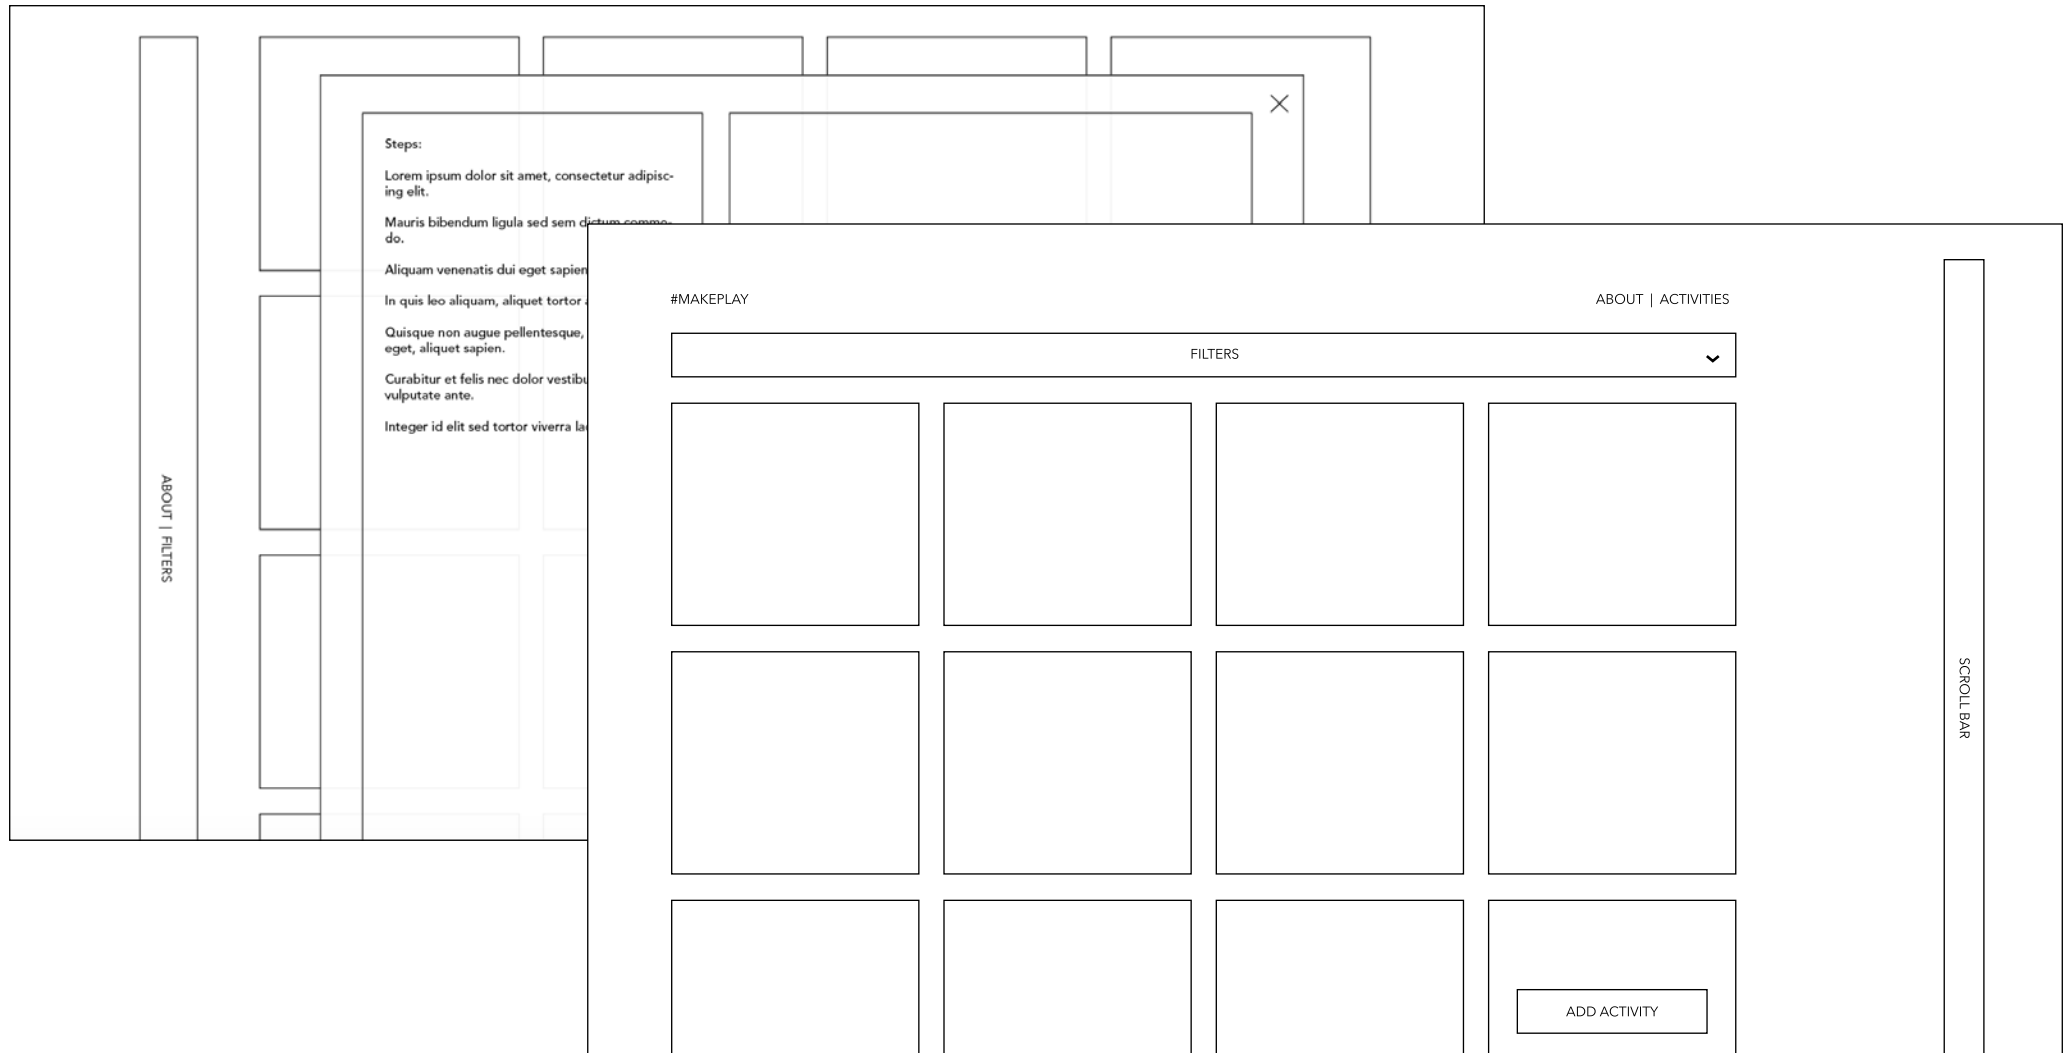 Steps:
Lorem ipsum dolor sit amet, consectetur adipisc-
ing elit.
Mauris bibendum ligula sed sem dictum commo-
do.
Aliquam venenatis dui eget sapien
In quis leo aliquam, aliquet tortor
Quisque non augue pellentesque,
eget, aliquet sapien.
Curabitur et felis nec dolor
vulputate ante.
Integer id elit sed tortor viverra
ABOUT | FILTERS
#MAKEPLAY
ABOUT | ACTIVITIES
FILTERS
SCROLL BAR
ADD ACTIVITY